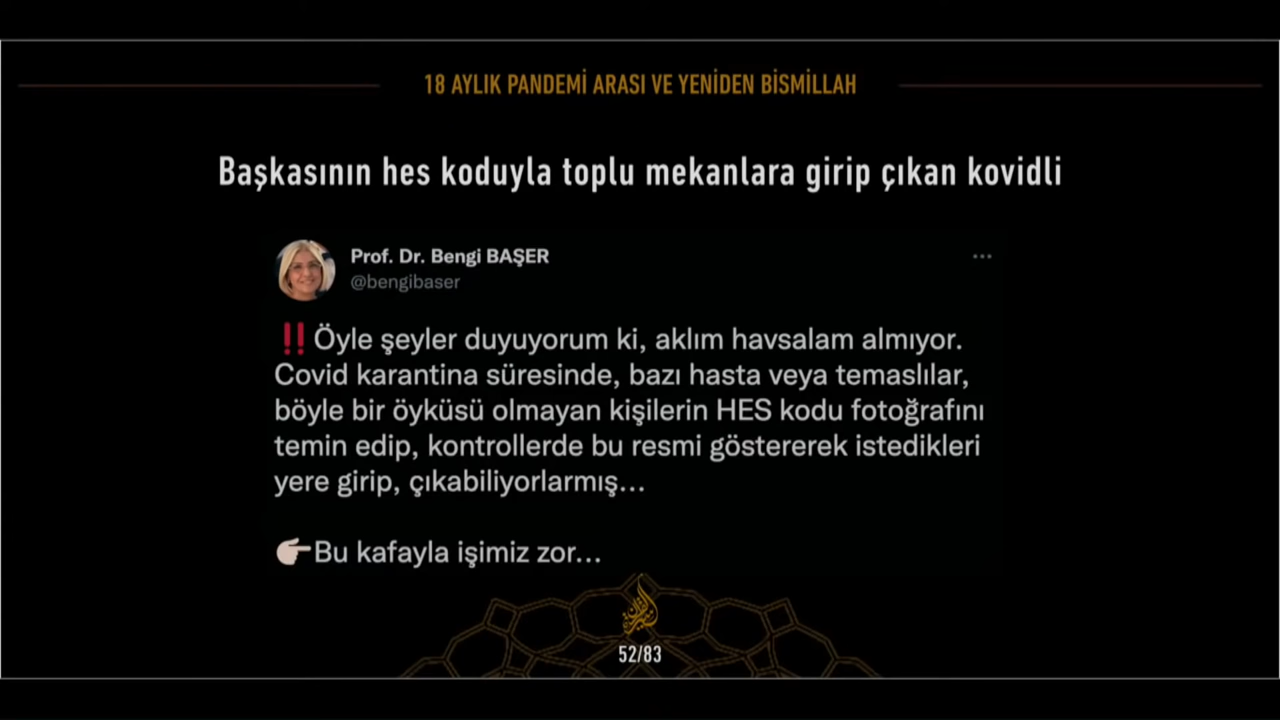 18 AYLIK PANDEMİ ARASI VE YENİDEN BİSMİLLAH
Başkasının hes koduyla toplu mekanlara girip çıkan kovidli
Prof. Dr. Bengi BAŞER
@bengibaser
‼Öyle şeyler duyuyorum ki, aklım havsalam almıyor.
Covid karantina süresinde, bazı hasta veya temaslılar,
böyle bir öyküsü olmayan kişilerin HES kodu fotoğrafını
temin edip, kontrollerde bu resmi göstererek istedikleri
yere girip, çıkabiliyorlarmış...
👉🏻Bu kafayla işimiz zor...
52/83